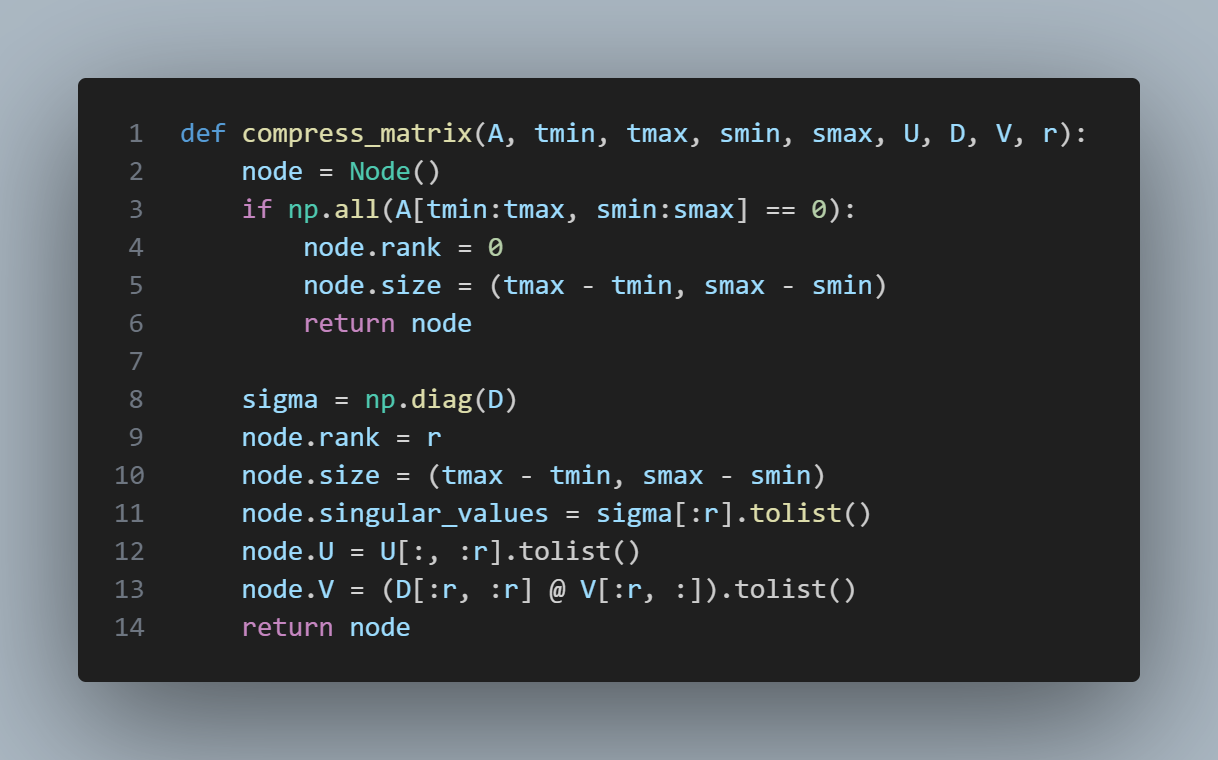 1 def compress_matrix(A, tmin, tmax, smin, smax, U, D, V, r):
2     node = Node()
3     if np.all(A[tmin:tmax, smin:smax] == 0):
4         node.rank = 0
5         node.size = (tmax - tmin, smax - smin)
6         return node
7
8     sigma = np.diag(D)
9     node.rank = r
10     node.size = (tmax - tmin, smax - smin)
11     node.singular_values = sigma[:r].tolist()
12     node.U = U[:, :r].tolist()
13     node.V = (D[:r, :r] @ V[:r, :]).tolist()
14     return node